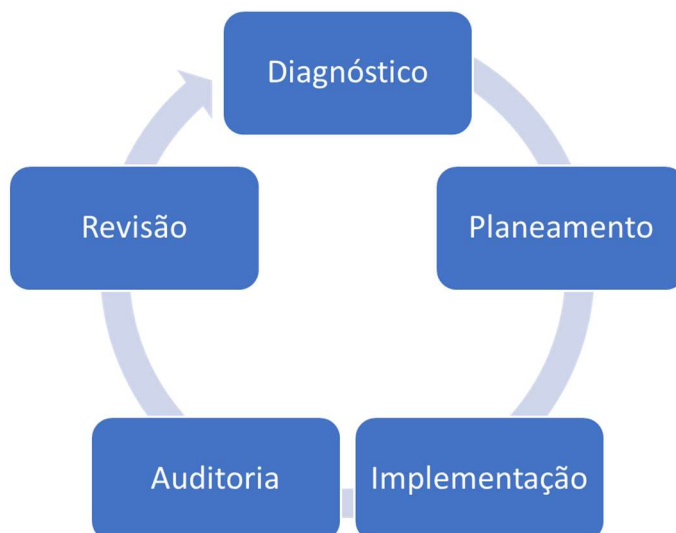 Diagnóstico
Planeamento
Implementação
Auditoria
Revisão